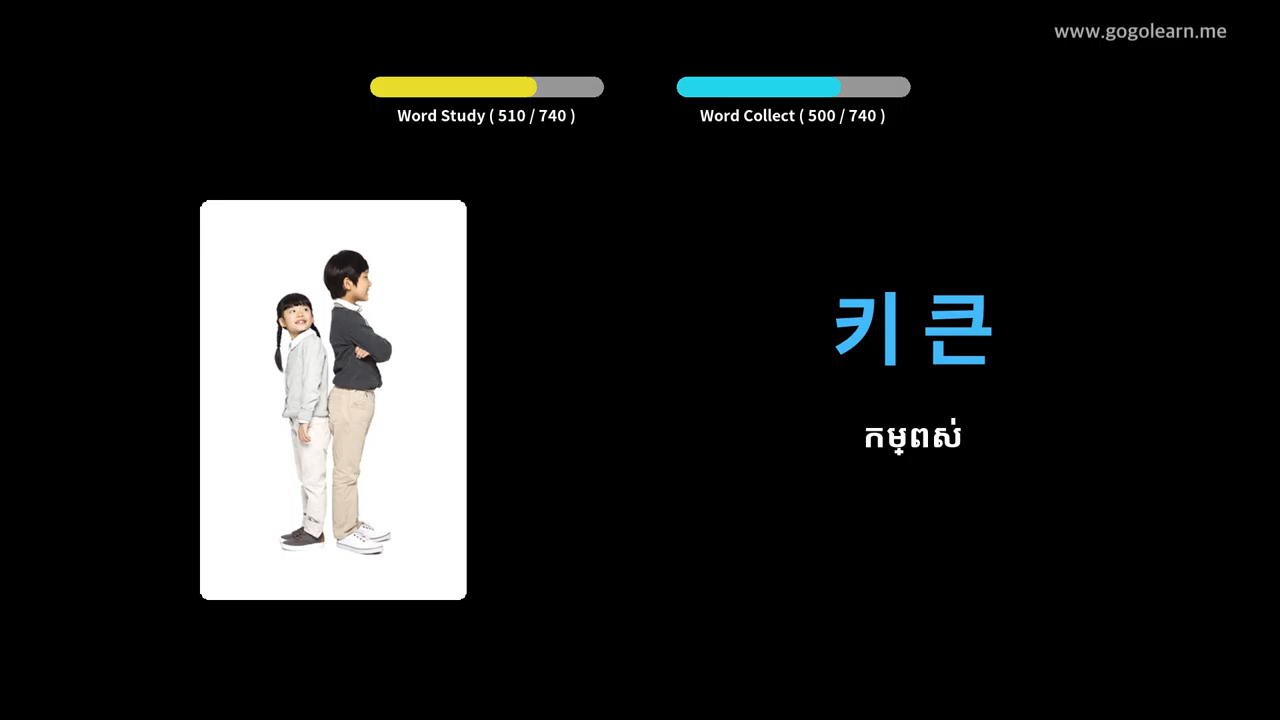 www.gogolearn.me
Word Study ( 510 / 740 )
Word Collect ( 500 / 740 )
키 큰
កម្ពស់